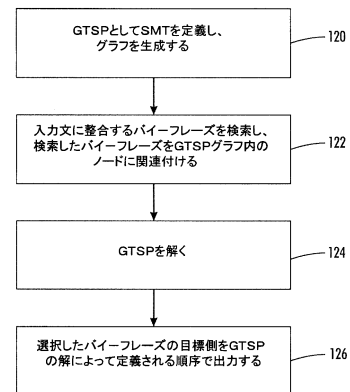 GTSPとしてSMTを定義し、
グラフを生成する
120
入力文に整合するバイーフレーズを検索し、
検索したバイーフレーズをGTSPグラフ内の
ノードに関連付ける
122
GTSPを解く
124
選択したバイーフレーズの目標側をGTSP
の解によって定義される順序で出力する
126